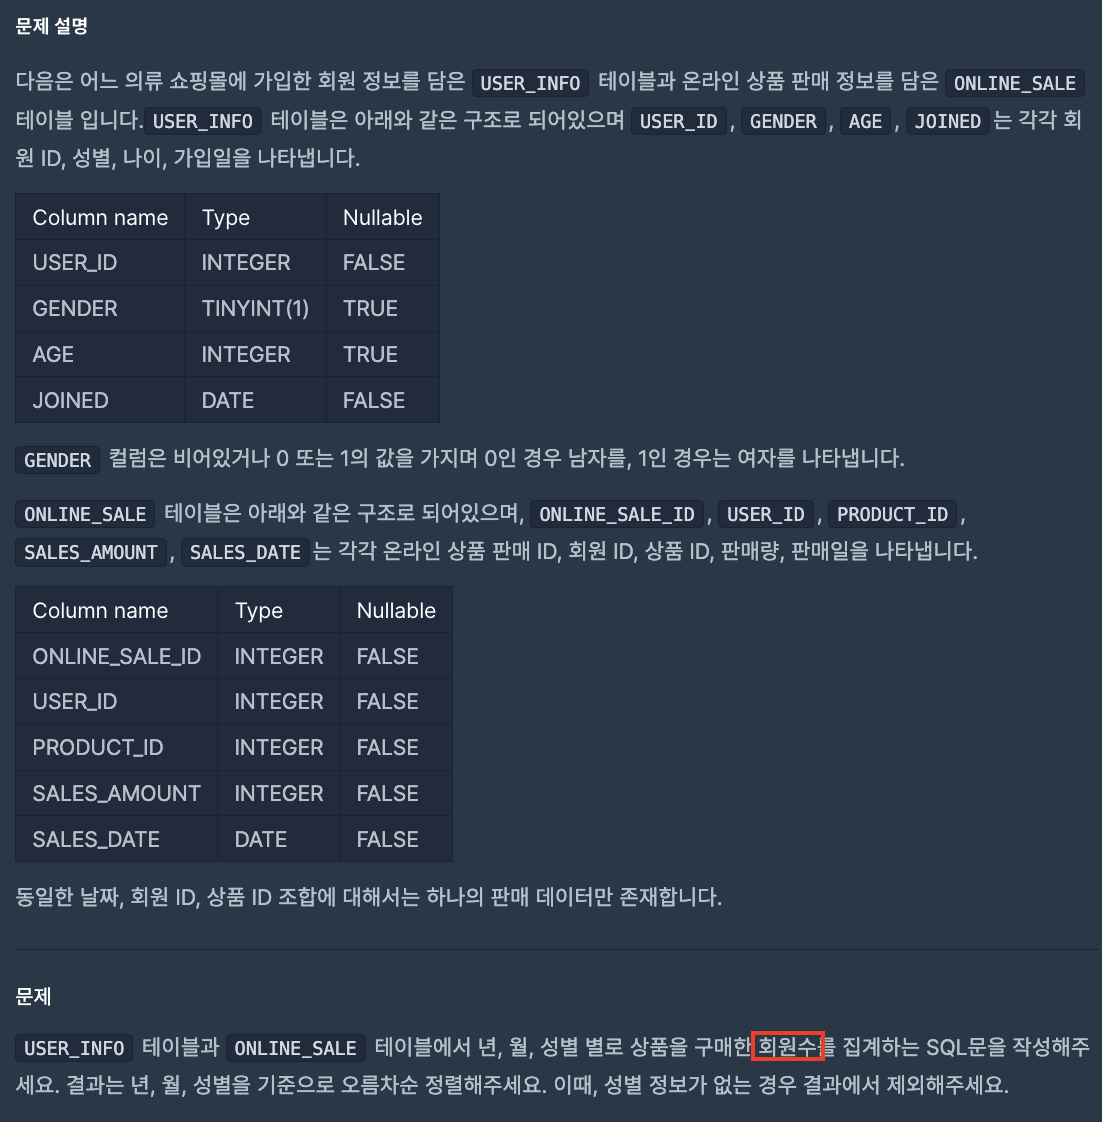 문제 설명
다음은 어느 의류 쇼핑몰에 가입한 회원 정보를 담은 USER_INFO 테이블과 온라인 상품 판매 정보를 담은 ONLINE_SALE
테이블 입니다. USER_INFO 테이블은 아래와 같은 구조로 되어있으며 USER_ID , GENDER , AGE , JOINED 는 각각 회
원 ID, 성별, 나이, 가입일을 나타냅니다.
Column name Type Nullable
USER_ID INTEGER FALSE
GENDER TINYINT(1) TRUE
AGE INTEGER TRUE
JOINED DATE FALSE
GENDER 컬럼은 비어있거나 0 또는 1의 값을 가지며 0인 경우 남자를, 1인 경우는 여자를 나타냅니다.
ONLINE_SALE 테이블은 아래와 같은 구조로 되어있으며, ONLINE_SALE_ID , USER_ID , PRODUCT_ID ,
SALES_AMOUNT , SALES_DATE 는 각각 온라인 상품 판매 ID, 회원 ID, 상품 ID, 판매량, 판매일을 나타냅니다.
Column name Type Nullable
ONLINE_SALE_ID INTEGER FALSE
USER_ID INTEGER FALSE
PRODUCT_ID INTEGER FALSE
SALES_AMOUNT INTEGER FALSE
SALES_DATE DATE FALSE
동일한 날짜, 회원 ID, 상품 ID 조합에 대해서는 하나의 판매 데이터만 존재합니다.
문제
USER_INFO 테이블과 ONLINE_SALE 테이블에서 년, 월, 성별 별로 상품을 구매한 회원수를 집계하는 SQL문을 작성해주
세요. 결과는 년, 월, 성별을 기준으로 오름차순 정렬해주세요. 이때, 성별 정보가 없는 경우 결과에서 제외해주세요.